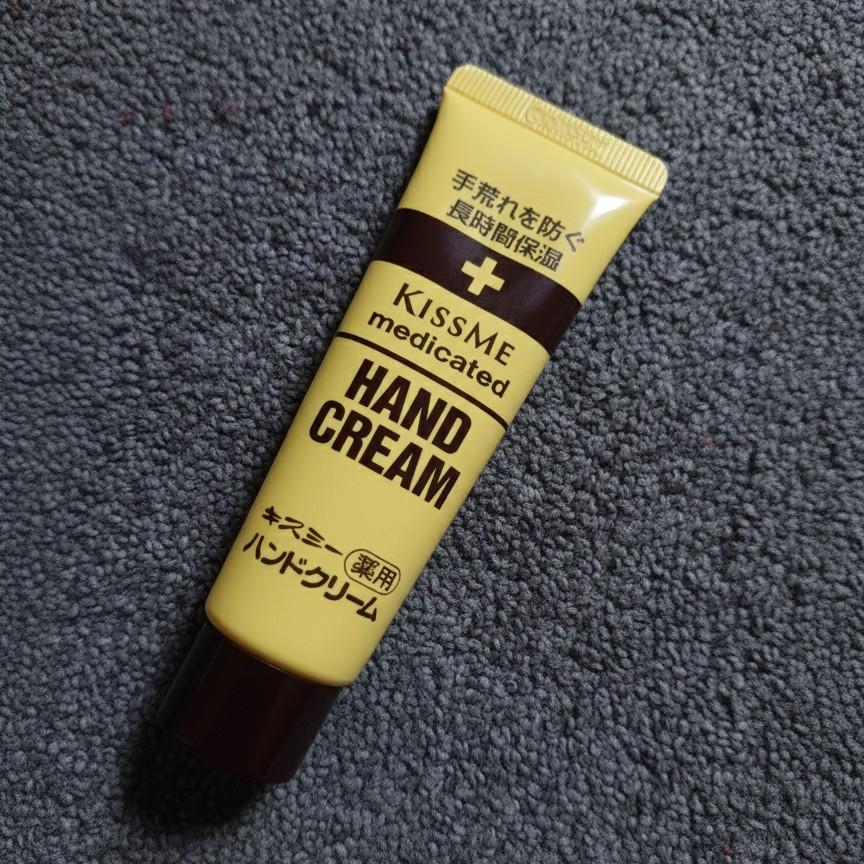 手荒れを防ぐ
長時間保湿
KISSME
medicated
HAND
CREAM
キスミー
薬用
ハンドクリーム